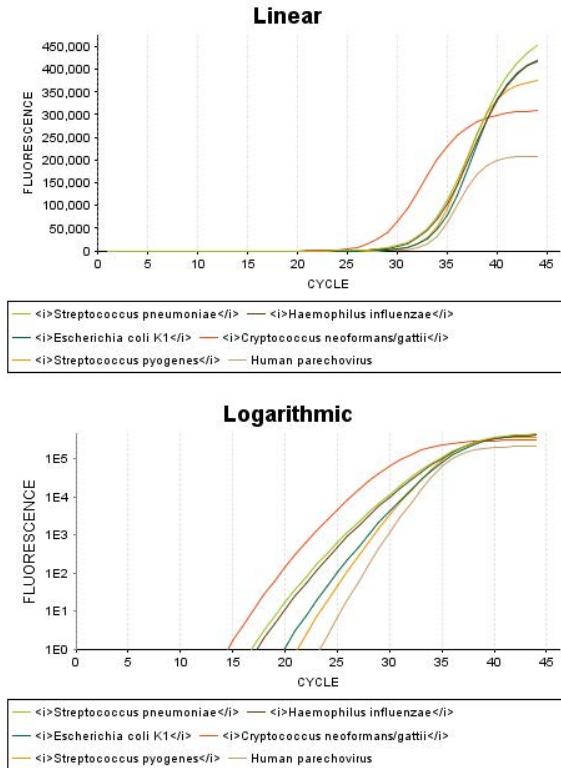 Linear
450,000
400,000
350,000
300,000
250,000
200,000
150,000
100,000
50,000
0
FLUORESCENCE
0 5 10 15 20 25 30 35 40 45
CYCLE
<i>Streptococcus pneumoniae</i> <i>Haemophilus influenzae</i>
<i>Escherichia coli K1</i> <i>Cryptococcus neoformans/gattii</i>
<i>Streptococcus pyogenes</i> Human parechovirus
Logarithmic
1E5
1E4
1E3
1E2
1E1
1E0
FLUORESCENCE
0 5 10 15 20 25 30 35 40 45
CYCLE
<i>Streptococcus pneumoniae</i> <i>Haemophilus influenzae</i>
<i>Escherichia coli K1</i> <i>Cryptococcus neoformans/gattii</i>
<i>Streptococcus pyogenes</i> Human parechovirus